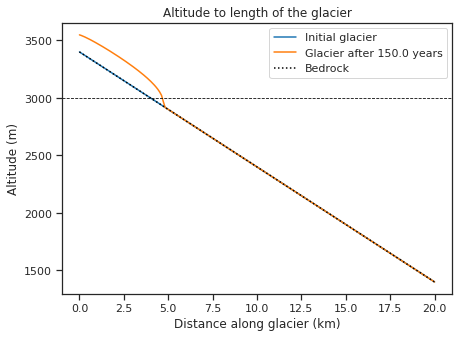 Altitude to length of the glacier
Initial glacier
Glacier after 150.0 years
Bedrock
3500
3000
2500
2000
1500
Altitude (m)
0.0 2.5 5.0 7.5 10.0 12.5 15.0 17.5 20.0
Distance along glacier (km)